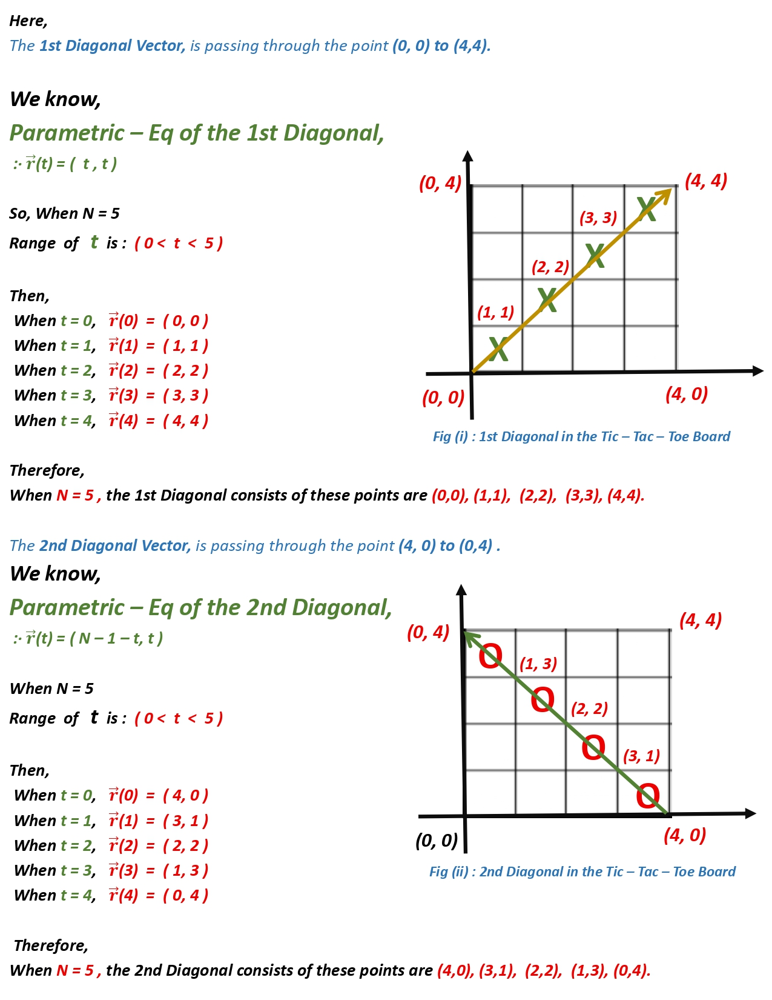 Here,
The 1st Diagonal Vector, is passing through the point (0, 0) to (4,4).
We know,
Parametric – Eq of the 1st Diagonal,
:· r⃗(t) = ( t , t )
So, When N = 5
Range of t is : ( 0 < t < 5 )
Then,
When t = 0, r⃗(0) = ( 0, 0 )
When t = 1, r⃗(1) = ( 1, 1 )
When t = 2, r⃗(2) = ( 2, 2 )
When t = 3, r⃗(3) = ( 3, 3 )
When t = 4, r⃗(4) = ( 4, 4 )
(0, 4)
(4, 4)
X
(3, 3)
X
(2, 2)
X
(1, 1)
X
(0, 0)
(4, 0)
Fig (i) : 1st Diagonal in the Tic – Tac – Toe Board
Therefore,
When N = 5 , the 1st Diagonal consists of these points are (0,0), (1,1), (2,2), (3,3), (4,4).
The 2nd Diagonal Vector, is passing through the point (4, 0) to (0,4) .
We know,
Parametric – Eq of the 2nd Diagonal,
:· r⃗(t) = ( N – 1 – t, t )
When N = 5
Range of t is : ( 0 < t < 5 )
Then,
When t = 0, r⃗(0) = ( 4, 0 )
When t = 1, r⃗(1) = ( 3, 1 )
When t = 2, r⃗(2) = ( 2, 2 )
When t = 3, r⃗(3) = ( 1, 3 )
When t = 4, r⃗(4) = ( 0, 4 )
(4, 4)
(0, 4)
O
(1, 3)
O
(2, 2)
O
(3, 1)
O
(0, 0)
(4, 0)
Fig (ii) : 2nd Diagonal in the Tic – Tac – Toe Board
Therefore,
When N = 5 , the 2nd Diagonal consists of these points are (4,0), (3,1), (2,2), (1,3), (0,4).